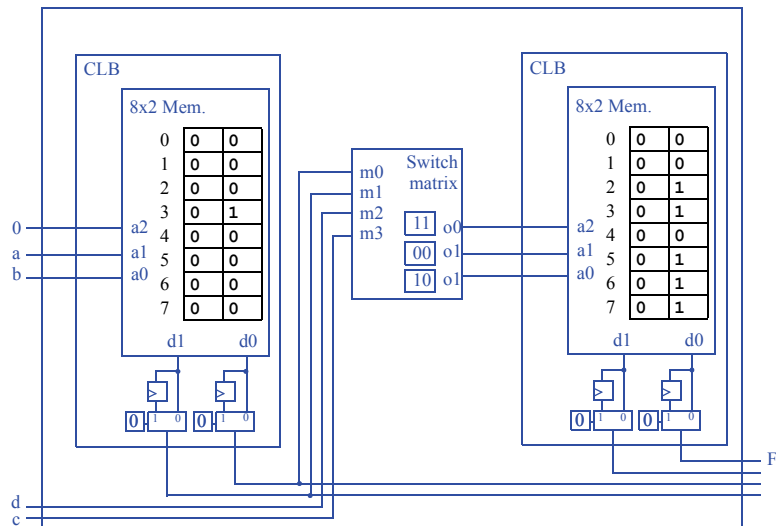 CLB
8x2 Mem.
0 0 0
1 0 0
2 0 0
3 0 1
4 0 0
5 0 0
6 0 0
7 0 0
0 a2
a a1
b a0
d1 d0
0 1 0 0 1 0
Switch
matrix
m0
m1
m2
m3
11 o0
00 o1
10 o1
CLB
8x2 Mem.
0 0 0
1 0 0
2 0 1
3 0 1
4 0 0
5 0 1
6 0 1
7 0 1
a2
a1
a0
d1 d0
0 1 0 0 1 0
F
d
c